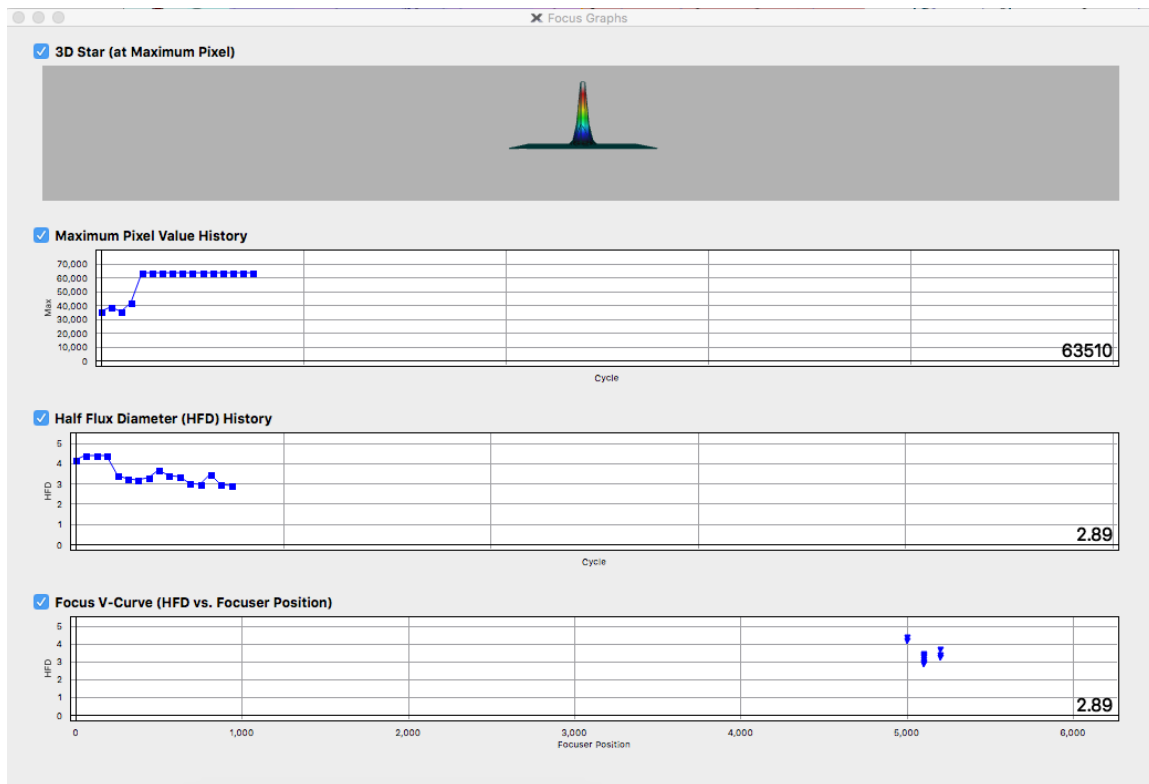 Focus Graphs
3D Star (at Maximum Pixel)
Maximum Pixel Value History
Max
70,000
60,000
50,000
40,000
30,000
20,000
10,000
0
63510
Cycle
Half Flux Diameter (HFD) History
HFD
5
4
3
2
1
0
2.89
Cycle
Focus V-Curve (HFD vs. Focuser Position)
HFD
5
4
3
2
1
0
2.89
0 1,000 2,000 3,000 4,000 5,000 6,000
Focuser Position